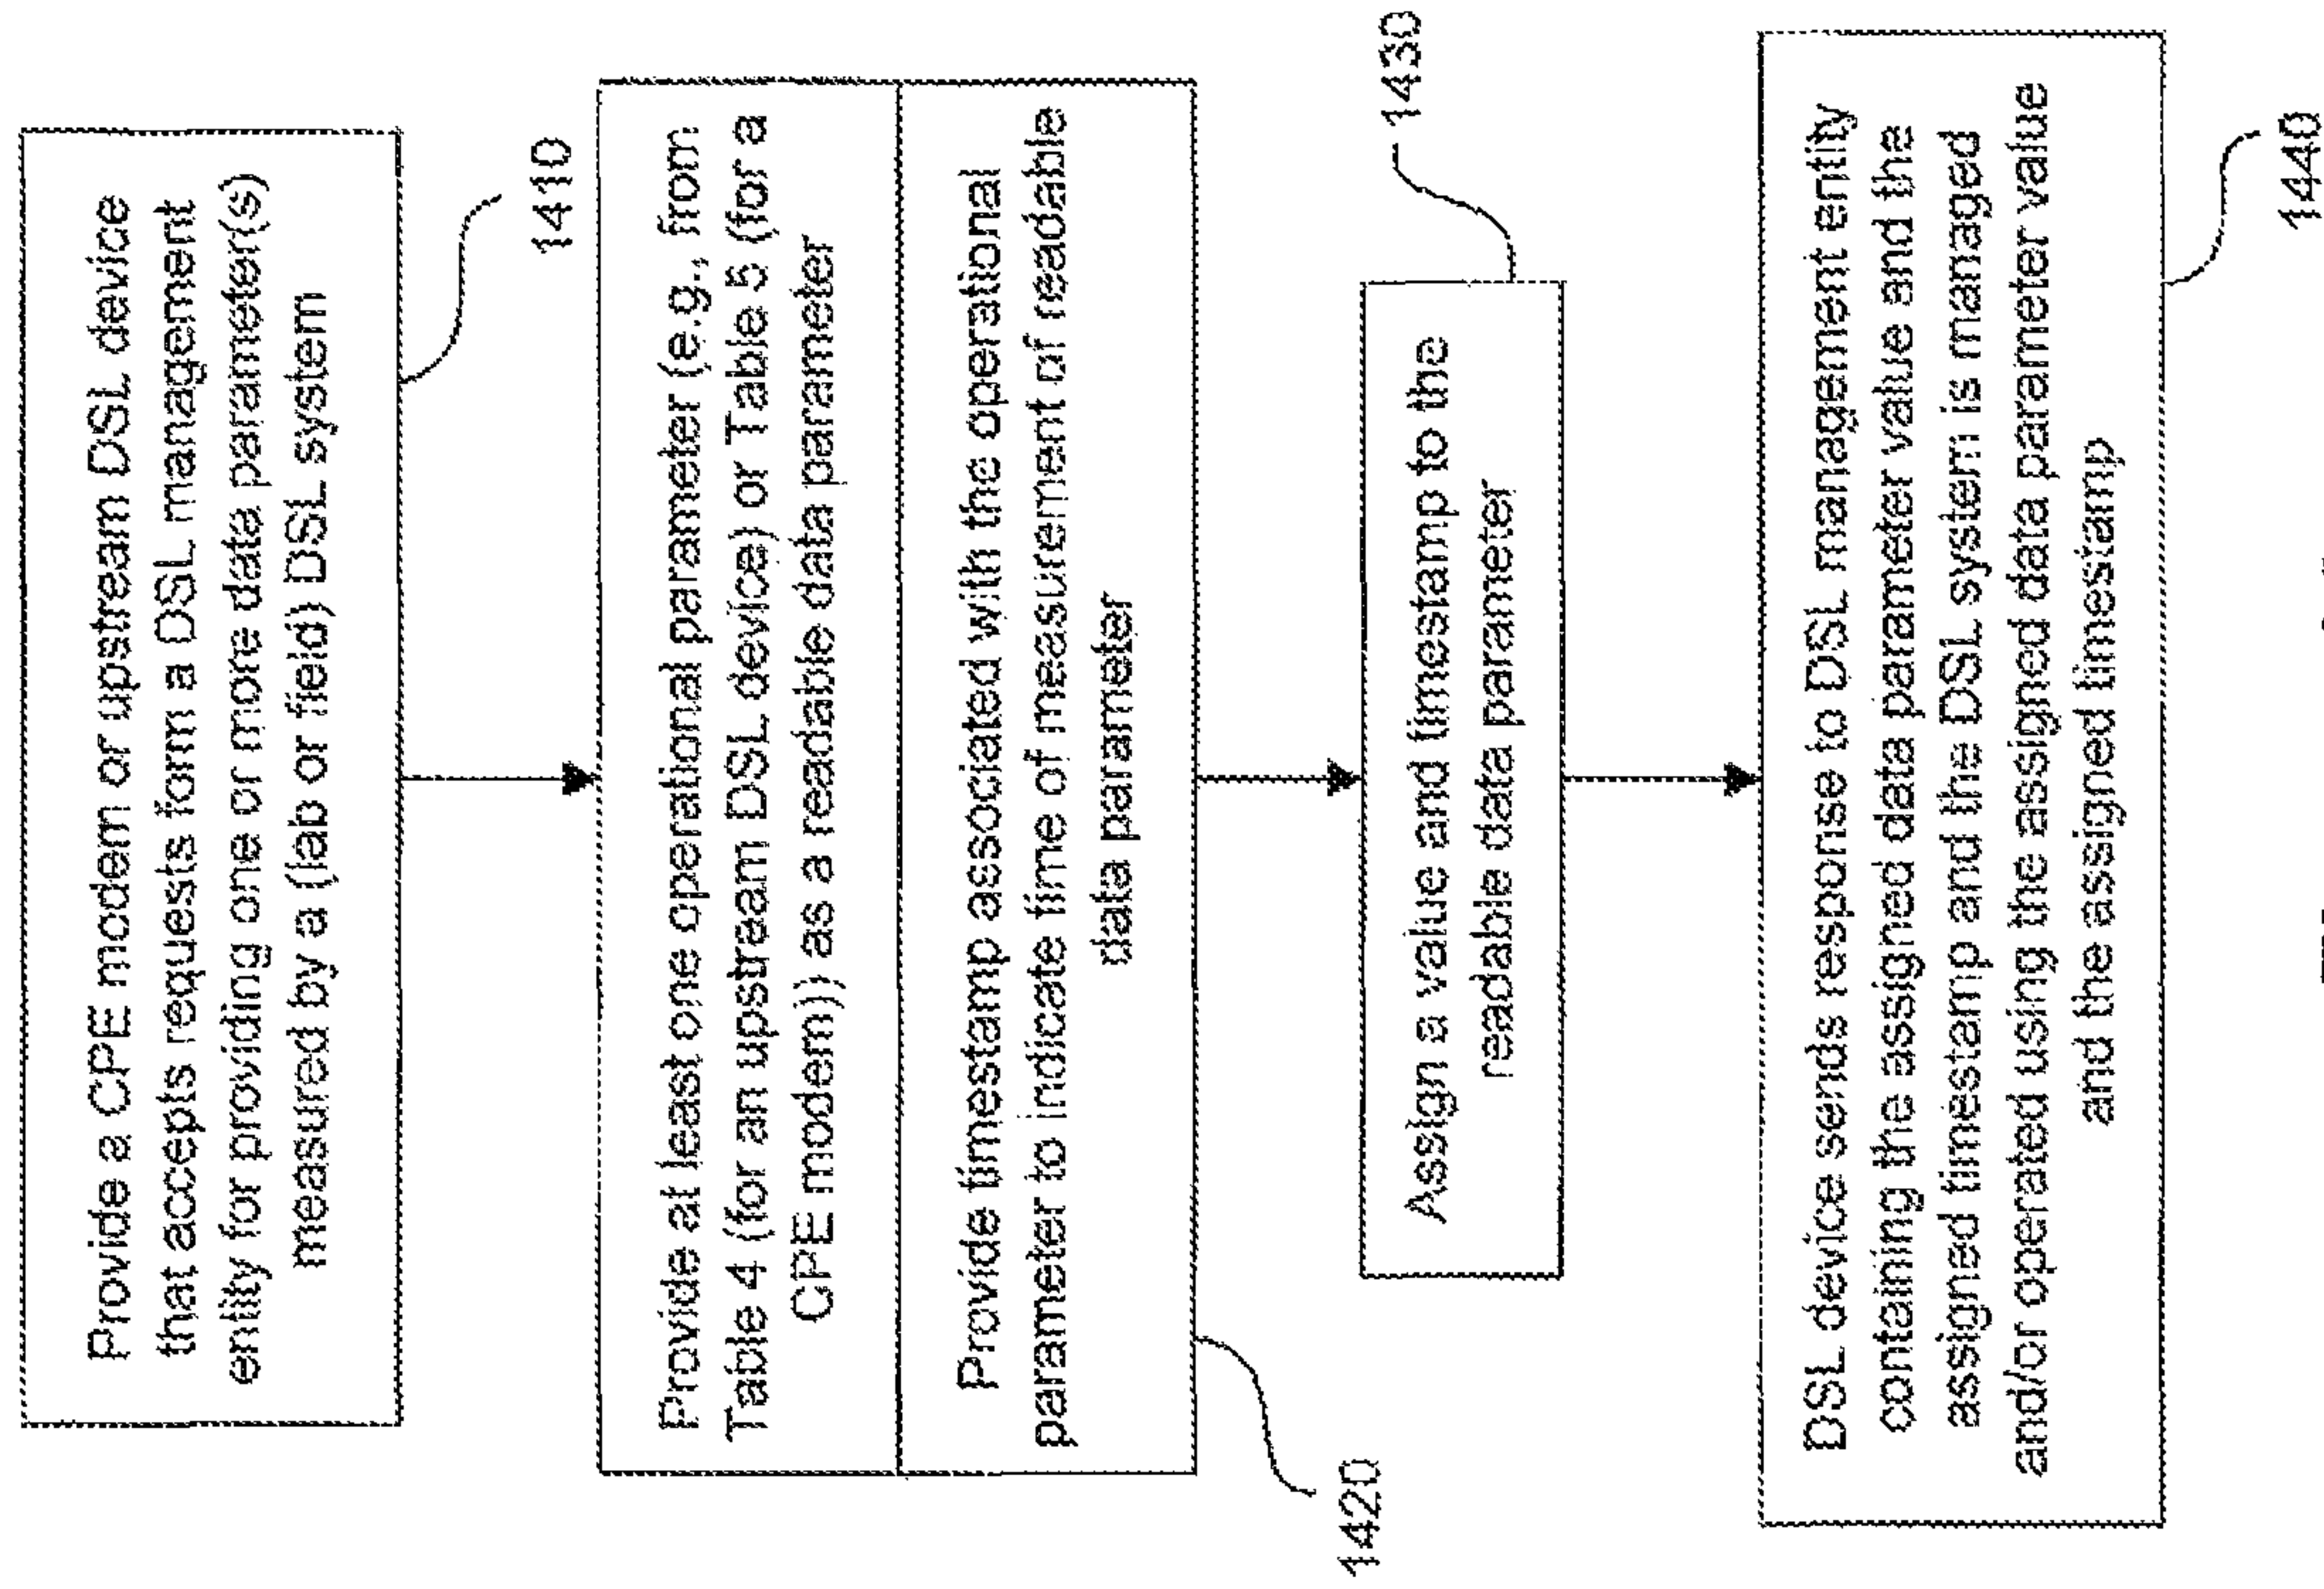 Provide a CPE modem or upstream DSL device
that accepts requests form a DSL management
entity for providing one or more data parameter(s)
measured by a (lab or field) DSL system
1410
Provide at least one operational parameter (e.g., from
Table 4 (for an upstream DSL device) or Table 5 (for a
CPE modem)) as a readable data parameter
Provide timestamp associated with the operational
parameter to indicate time of measurement of readable
data parameter
1420
Assign a value and timestamp to the
readable data parameter
1430
DSL device sends response to DSL management entity
containing the assigned data parameter value and the
assigned timestamp and the DSL system is managed
and/or operated using the assigned data parameter value
and the assigned timestamp
1440